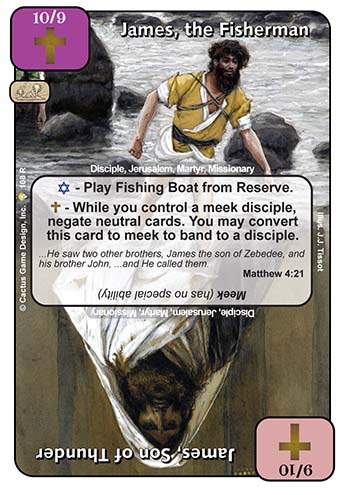 10/9
James, the Fisherman
Disciple, Jerusalem, Martyr, Missionary
- Play Fishing Boat from Reserve.
- While you control a meek disciple,
negate neutral cards. You may convert
this card to meek to band to a disciple.
...He saw two other brothers, James the son of Zebedee, and
his brother John, ...and He called them.
Matthew 4:21
© Cactus Game Design, Inc.
108 R
Illus. J.J. Tissot
Meek (has no special ability)
Disciple, Jerusalem, Martyr, Missionary
James, Son of Thunder
9/10